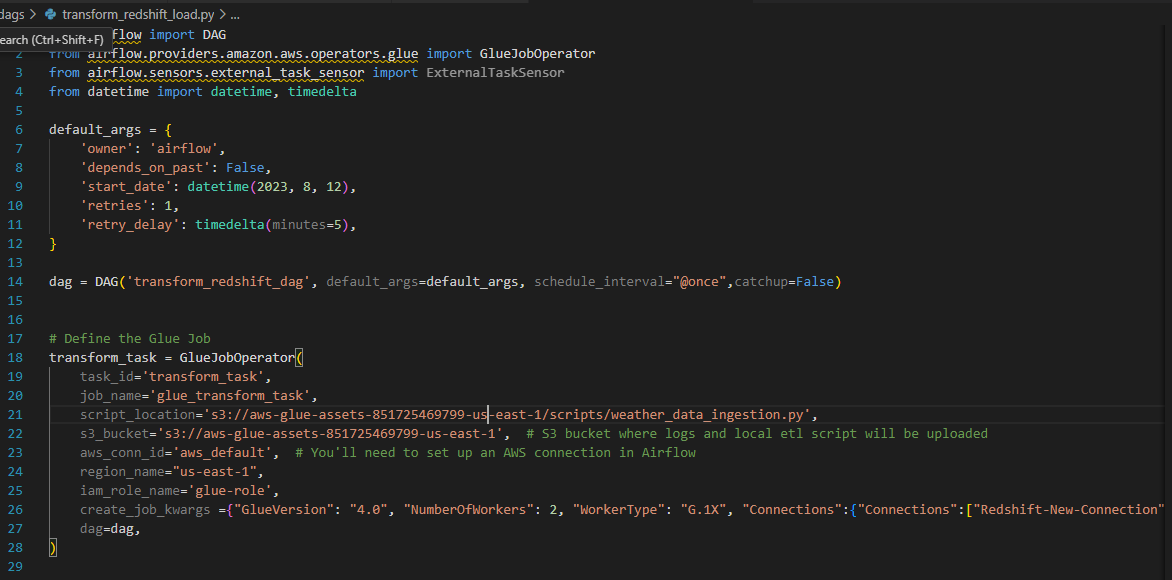 dags > transform_redshift_load.py > ...
earch (Ctrl+Shift+F) flow import DAG
2 from airflow.providers.amazon.aws.operators.glue import GlueJobOperator
3 from airflow.sensors.external_task_sensor import ExternalTaskSensor
4 from datetime import datetime, timedelta
5
6 default_args = {
7     'owner': 'airflow',
8     'depends_on_past': False,
9     'start_date': datetime(2023, 8, 12),
10     'retries': 1,
11     'retry_delay': timedelta(minutes=5),
12 }
13
14 dag = DAG('transform_redshift_dag', default_args=default_args, schedule_interval="@once",catchup=False)
15
16
17 # Define the Glue Job
18 transform_task = GlueJobOperator(
19     task_id='transform_task',
20     job_name='glue_transform_task',
21     script_location='s3://aws-glue-assets-851725469799-us-east-1/scripts/weather_data_ingestion.py',
22     s3_bucket='s3://aws-glue-assets-851725469799-us-east-1',  # S3 bucket where logs and local etl script will be uploaded
23     aws_conn_id='aws_default',  # You'll need to set up an AWS connection in Airflow
24     region_name="us-east-1",
25     iam_role_name='glue-role',
26     create_job_kwargs ={"GlueVersion": "4.0", "NumberOfWorkers": 2, "WorkerType": "G.1X", "Connections":{"Connections":["Redshift-New-Connection"
27     dag=dag,
28 )
29